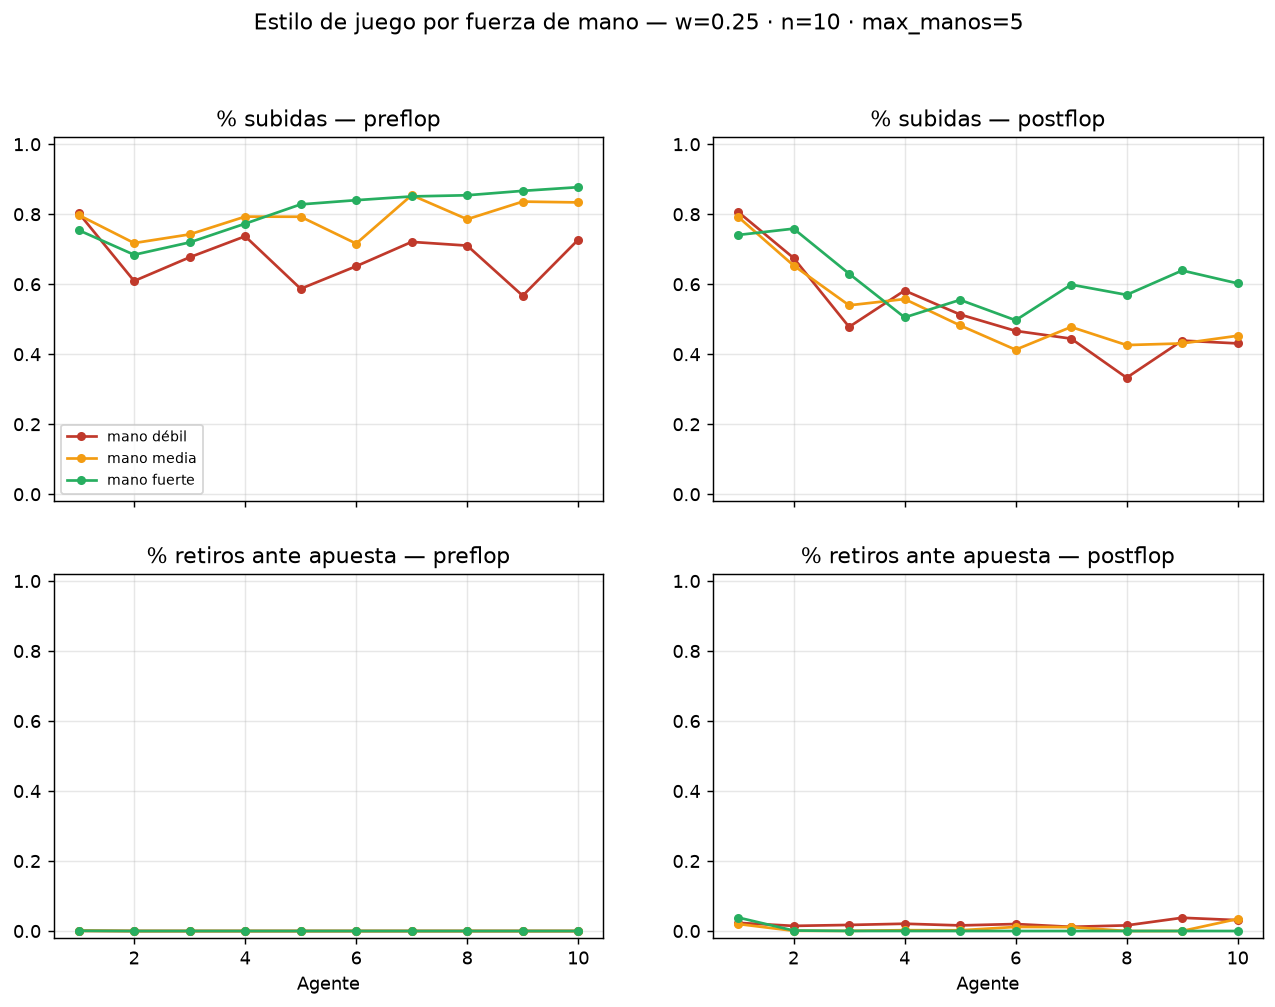 Estilo de juego por fuerza de mano — w=0.25 · n=10 · max_manos=5
% subidas — preflop
1.0
0.8
0.6
0.4
0.2
0.0
mano débil
mano media
mano fuerte
% subidas — postflop
1.0
0.8
0.6
0.4
0.2
0.0
% retiros ante apuesta — preflop
1.0
0.8
0.6
0.4
0.2
0.0
2 4 6 8 10
Agente
% retiros ante apuesta — postflop
1.0
0.8
0.6
0.4
0.2
0.0
2 4 6 8 10
Agente